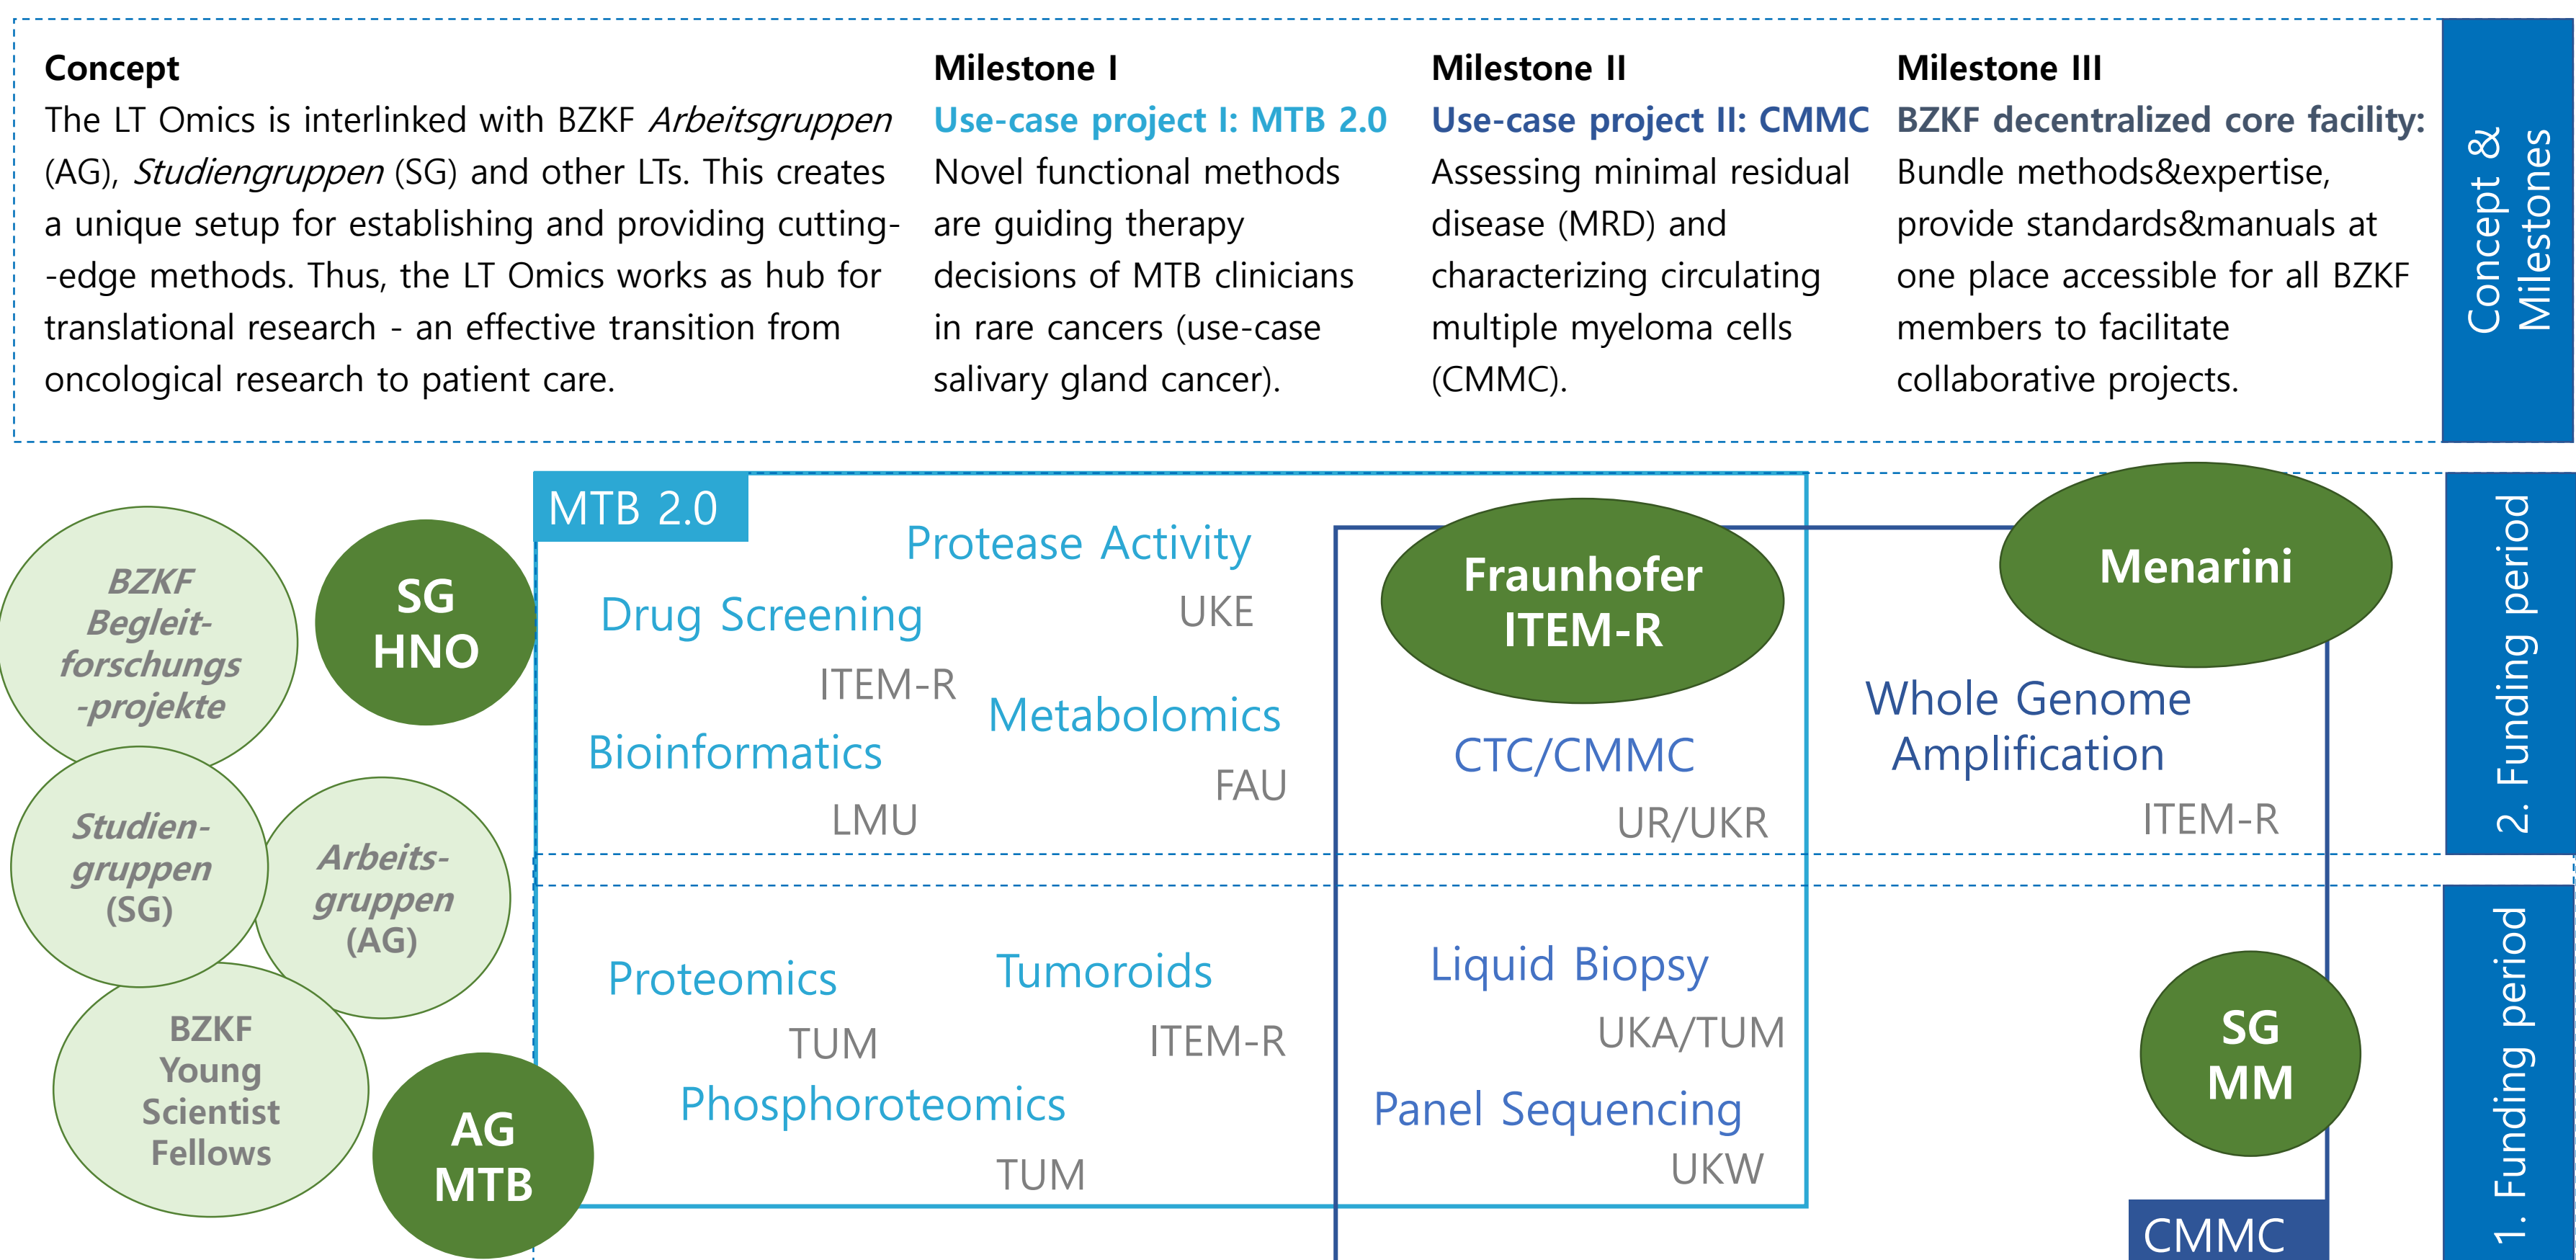 Concept
The LT Omics is interlinked with BZKF Arbeitsgruppen
(AG), Studiengruppen (SG) and other LTs. This creates
a unique setup for establishing and providing cutting-
-edge methods. Thus, the LT Omics works as hub for
translational research - an effective transition from
oncological research to patient care.
Milestone I
Use-case project I: MTB 2.0
Novel functional methods
are guiding therapy
decisions of MTB clinicians
in rare cancers (use-case
salivary gland cancer).
Milestone II
Use-case project II: CMMC
Assessing minimal residual
disease (MRD) and
characterizing circulating
multiple myeloma cells
(CMMC).
Milestone III
BZKF decentralized core facility:
Bundle methods&expertise,
provide standards&manuals at
one place accessible for all BZKF
members to facilitate
collaborative projects.
Concept &
Milestones
BZKF
Begleit-
forschungs
-projekte
Studien-
gruppen
(SG)
Arbeits-
gruppen
(AG)
BZKF
Young
Scientist
Fellows
SG
HNO
AG
MTB
MTB 2.0
Protease Activity
UKE
Drug Screening
ITEM-R
Metabolomics
FAU
Bioinformatics
LMU
Fraunhofer
ITEM-R
CTC/CMMC
UR/UKR
Menarini
Whole Genome
Amplification
ITEM-R
2. Funding period
Proteomics
TUM
Tumoroids
ITEM-R
Phosphoroteomics
TUM
Liquid Biopsy
UKA/TUM
Panel Sequencing
UKW
SG
MM
CMMC
1. Funding period